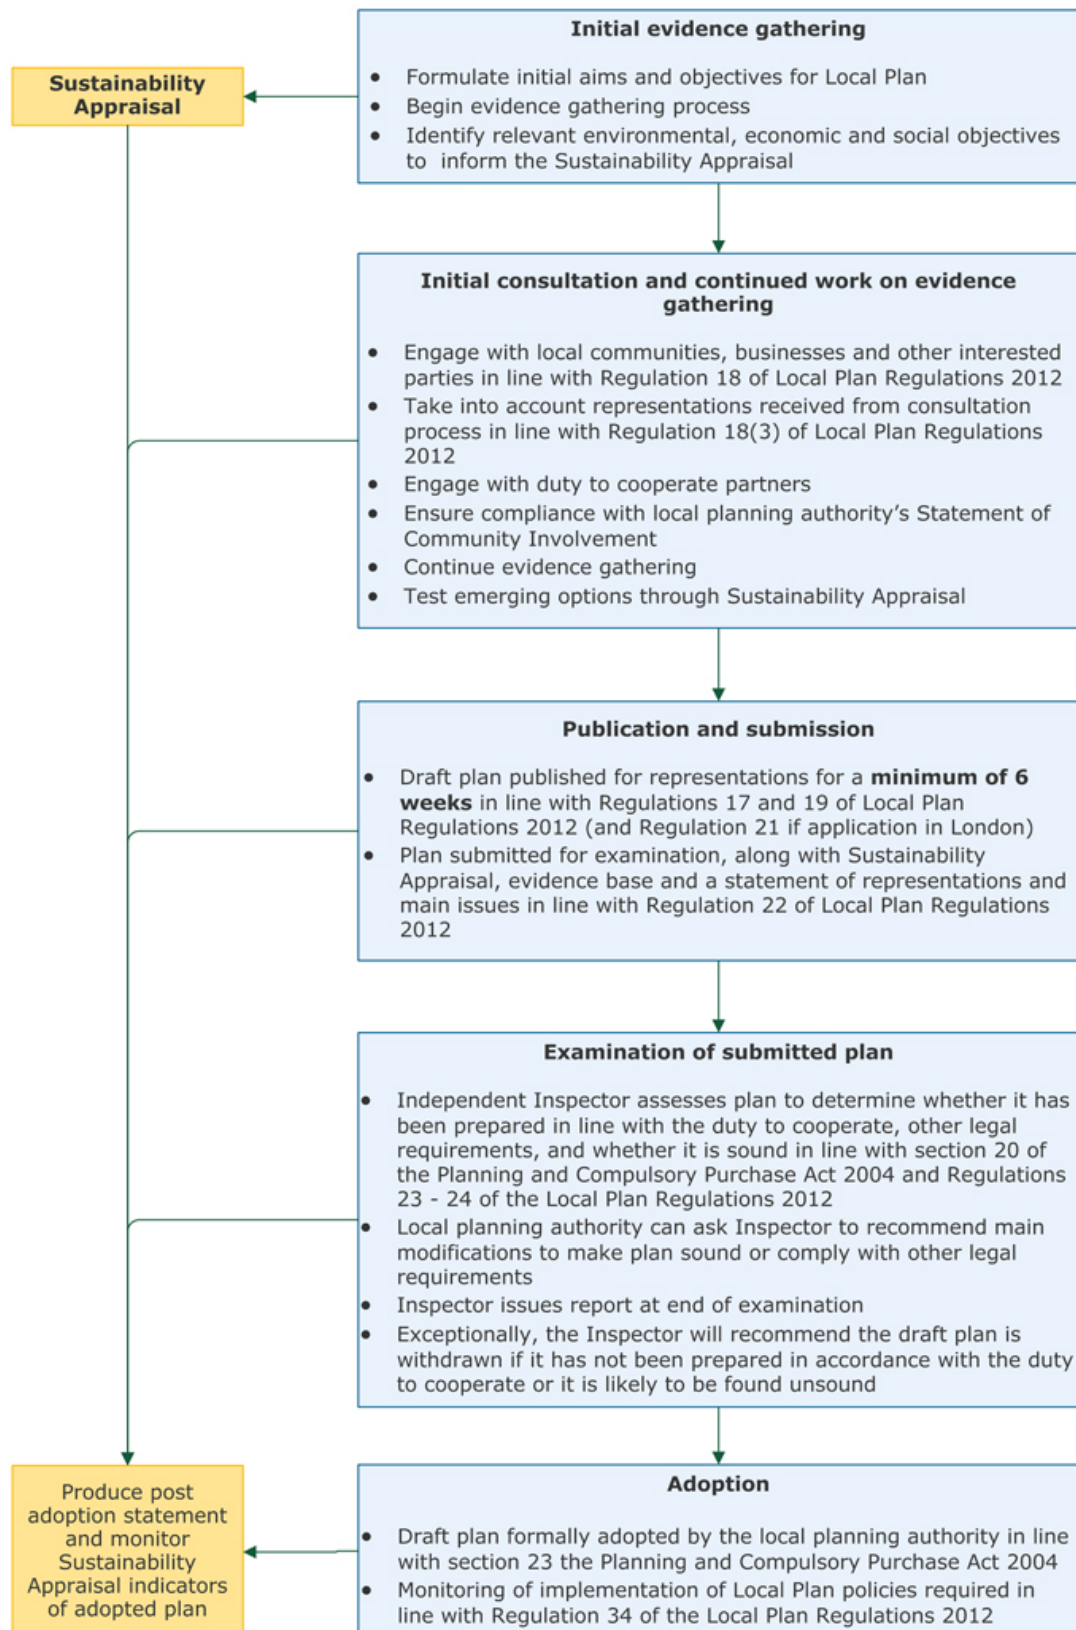 Initial evidence gathering
• Formulate initial aims and objectives for Local Plan
• Begin evidence gathering process
• Identify relevant environmental, economic and social objectives
to inform the Sustainability Appraisal
Sustainability
Appraisal
Initial consultation and continued work on evidence
gathering
• Engage with local communities, businesses and other interested
parties in line with Regulation 18 of Local Plan Regulations 2012
• Take into account representations received from consultation
process in line with Regulation 18(3) of Local Plan Regulations
2012
• Engage with duty to cooperate partners
• Ensure compliance with local planning authority’s Statement of
Community Involvement
• Continue evidence gathering
• Test emerging options through Sustainability Appraisal
Publication and submission
• Draft plan published for representations for a minimum of 6
weeks in line with Regulations 17 and 19 of Local Plan
Regulations 2012 (and Regulation 21 if application in London)
• Plan submitted for examination, along with Sustainability
Appraisal, evidence base and a statement of representations and
main issues in line with Regulation 22 of Local Plan Regulations
2012
Examination of submitted plan
• Independent Inspector assesses plan to determine whether it has
been prepared in line with the duty to cooperate, other legal
requirements, and whether it is sound in line with section 20 of
the Planning and Compulsory Purchase Act 2004 and Regulations
23 - 24 of the Local Plan Regulations 2012
• Local planning authority can ask Inspector to recommend main
modifications to make plan sound or comply with other legal
requirements
• Inspector issues report at end of examination
• Exceptionally, the Inspector will recommend the draft plan is
withdrawn if it has not been prepared in accordance with the duty
to cooperate or it is likely to be found unsound
Adoption
• Draft plan formally adopted by the local planning authority in line
with section 23 the Planning and Compulsory Purchase Act 2004
• Monitoring of implementation of Local Plan policies required in
line with Regulation 34 of the Local Plan Regulations 2012
Produce post
adoption statement
and monitor
Sustainability
Appraisal indicators
of adopted plan